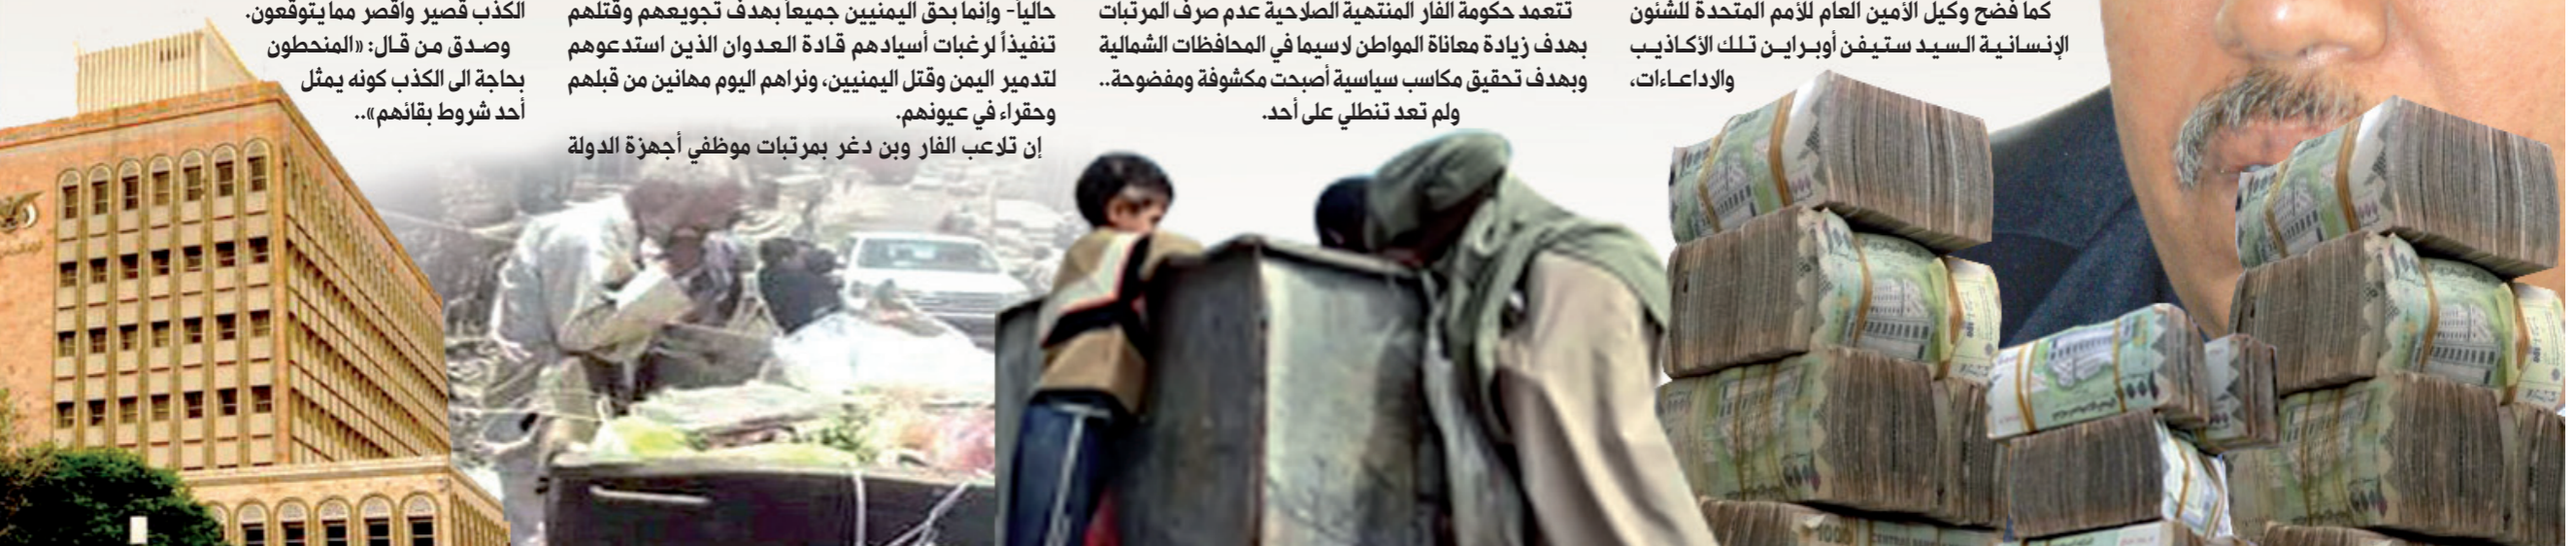 كما فضح وكيل الأمين العام للأمم المتحدة للشئون
الإنسانية السيد ستيفن أوبراين تلك الأكاذيب
والاداعاءات،
تتعمد حكومة الفار المنتهية الصلاحية عدم صرف المرتبات
بهدف زيادة معاناة المواطن لاسيما في المحافظات الشمالية
وبهدف تحقيق مكاسب سياسية أصبحت مكشوفة ومفضوحة..
ولم تعد تنطلي على أحد.
حالياً- وإنما بحق اليمنيين جميعاً بهدف تجويعهم وقتلهم
تنفيذاً لرغبات أسيادهم قادة العدوان الذين استدعوهم
لتدمير اليمن وقتل اليمنيين، ونراهم اليوم مهانين من قبلهم
وحقراء في عيونهم.
إن تلاعب الفار وبن دغر بمرتبات موظفي أجهزة الدولة
الكذب قصير وأقصر مما يتوقعون.
وصدق من قال: «المنحطون
بحاجة الى الكذب كونه يمثل
أحد شروط بقائهم»..
1000